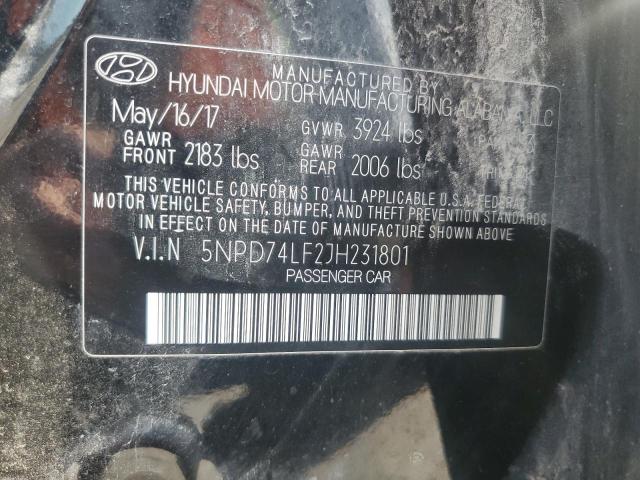 MANUFACTURED BY
HYUNDAI MOTOR MANUFACTURING ALABAMA, LLC
May/16/17 GVWR 3924 lbs
GAWR FRONT 2183 lbs GAWR REAR 2006 lbs
THIS VEHICLE CONFORMS TO ALL APPLICABLE U.S.A. FEDERAL
MOTOR VEHICLE SAFETY, BUMPER, AND THEFT PREVENTION STANDARDS
IN EFFECT ON THE DATE OF MANUFACTURE SHOWN ABOVE
V.I.N 5NPD74LF2JH231801
PASSENGER CAR